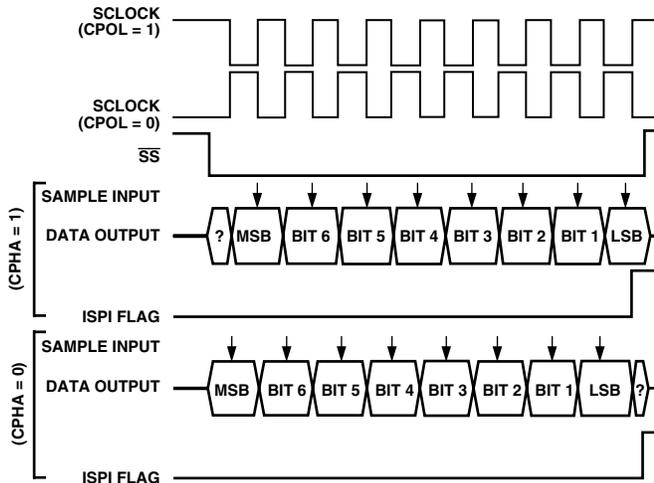 SCLOCK
(CPOL = 1)
SCLOCK
(CPOL = 0)
SS
(CPHA = 1)
SAMPLE INPUT
DATA OUTPUT
? MSB BIT 6 BIT 5 BIT 4 BIT 3 BIT 2 BIT 1 LSB
ISPI FLAG
(CPHA = 0)
SAMPLE INPUT
DATA OUTPUT
MSB BIT 6 BIT 5 BIT 4 BIT 3 BIT 2 BIT 1 LSB ?
ISPI FLAG